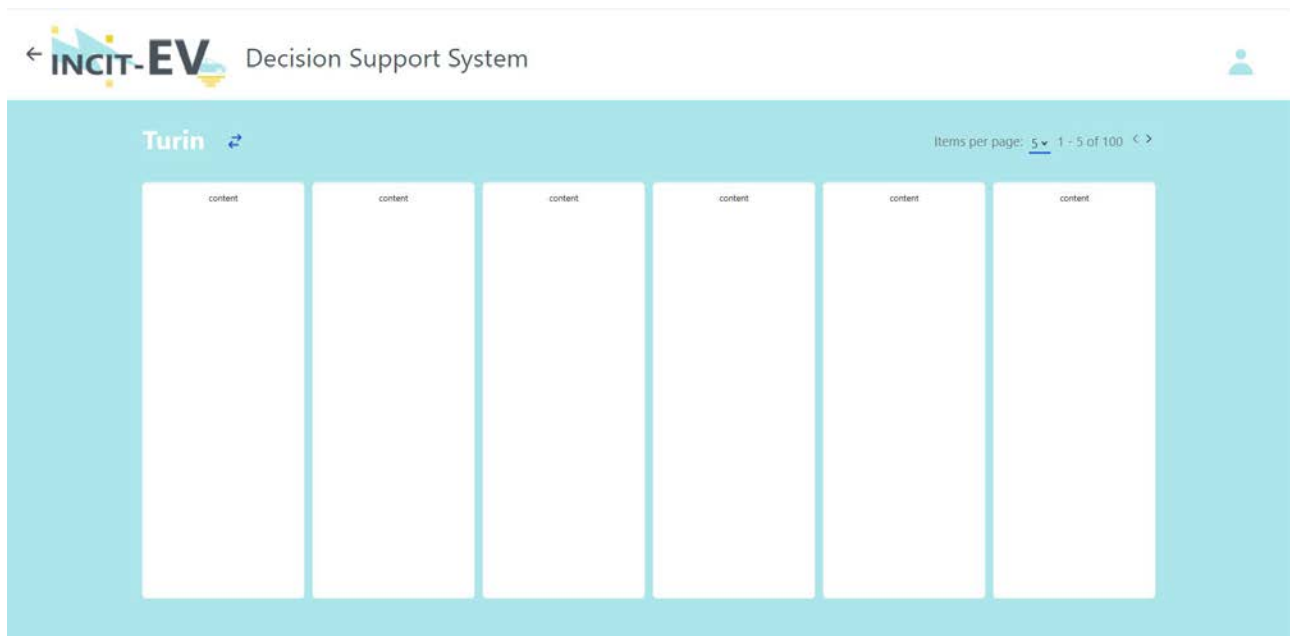 INCIT-EV Decision Support System
Turin Items per page: 5 1 - 5 of 100
content content content content content content